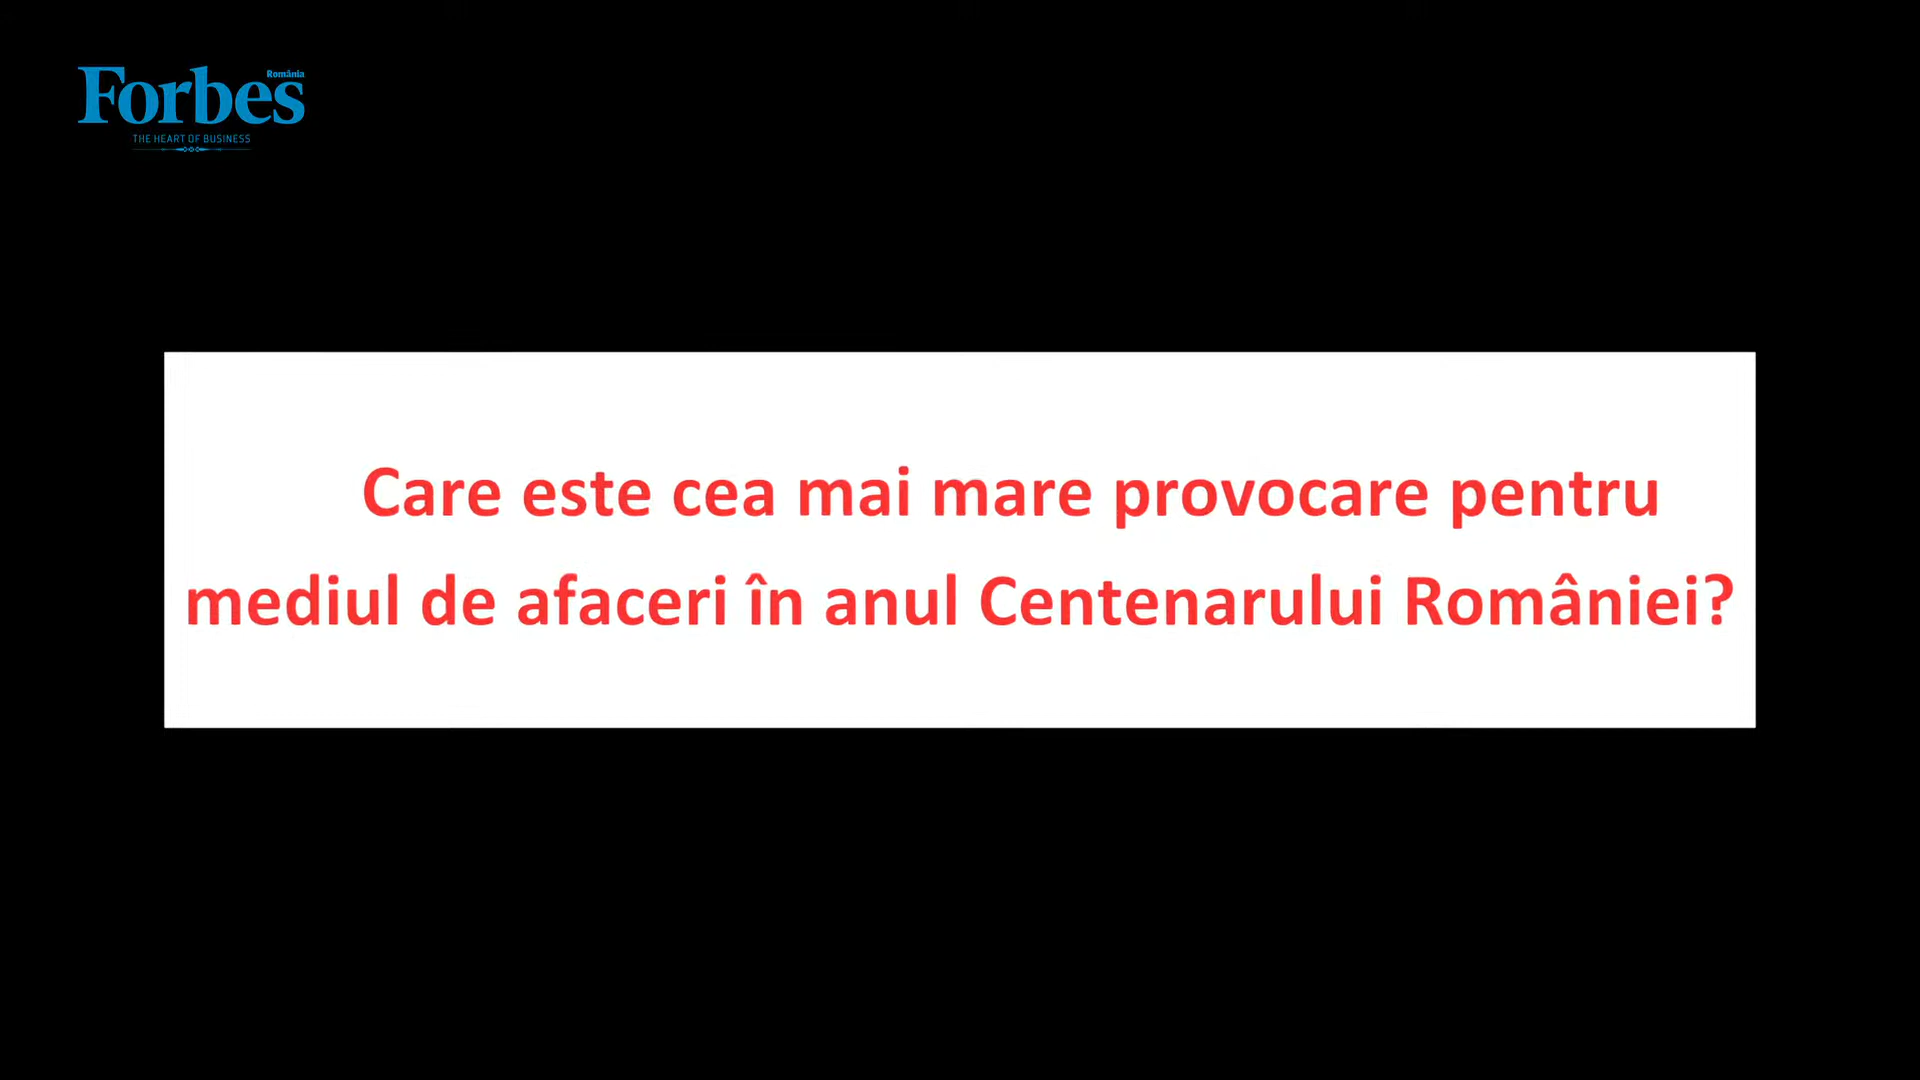 Forbes
România
THE HEART OF BUSINESS
Care este cea mai mare provocare pentru
mediul de afaceri în anul Centenarului României?